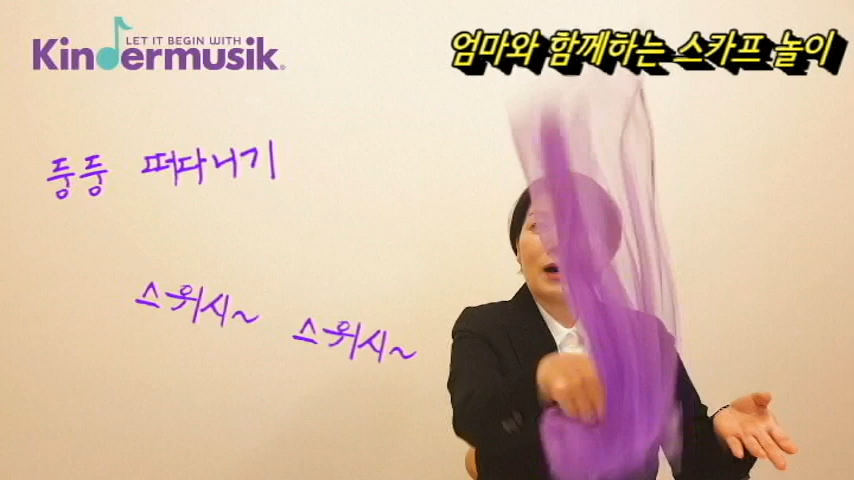 LET IT BEGIN WITH
Kindermusik
엄마와 함께하는 스카프 놀이
둥둥 떠다니기
스위시~ 스위시~